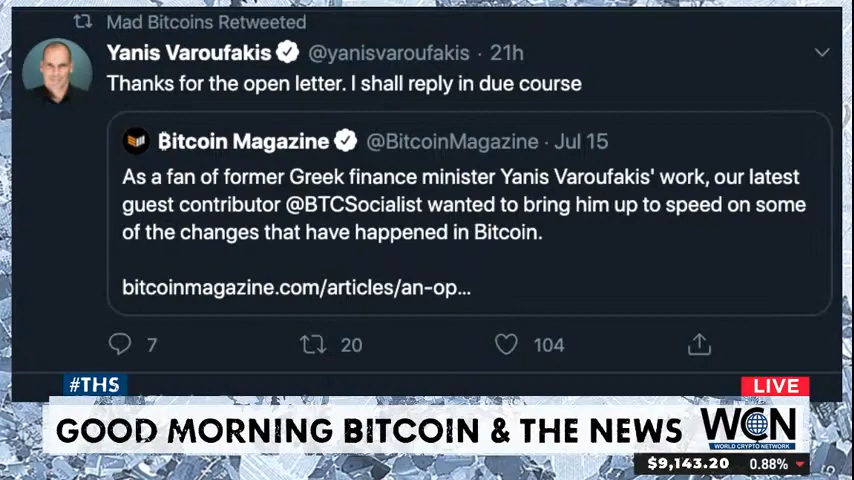 Mad Bitcoins Retweeted
Yanis Varoufakis @yanisvaroufakis · 21h
Thanks for the open letter. I shall reply in due course
₿itcoin Magazine @BitcoinMagazine · Jul 15
As a fan of former Greek finance minister Yanis Varoufakis' work, our latest
guest contributor @BTCSocialist wanted to bring him up to speed on some
of the changes that have happened in Bitcoin.
bitcoinmagazine.com/articles/an-op...
7 20 104
#THS
LIVE
GOOD MORNING BITCOIN & THE NEWS
WCN
WORLD CRYPTO NETWORK
$9,143.20 0.88%